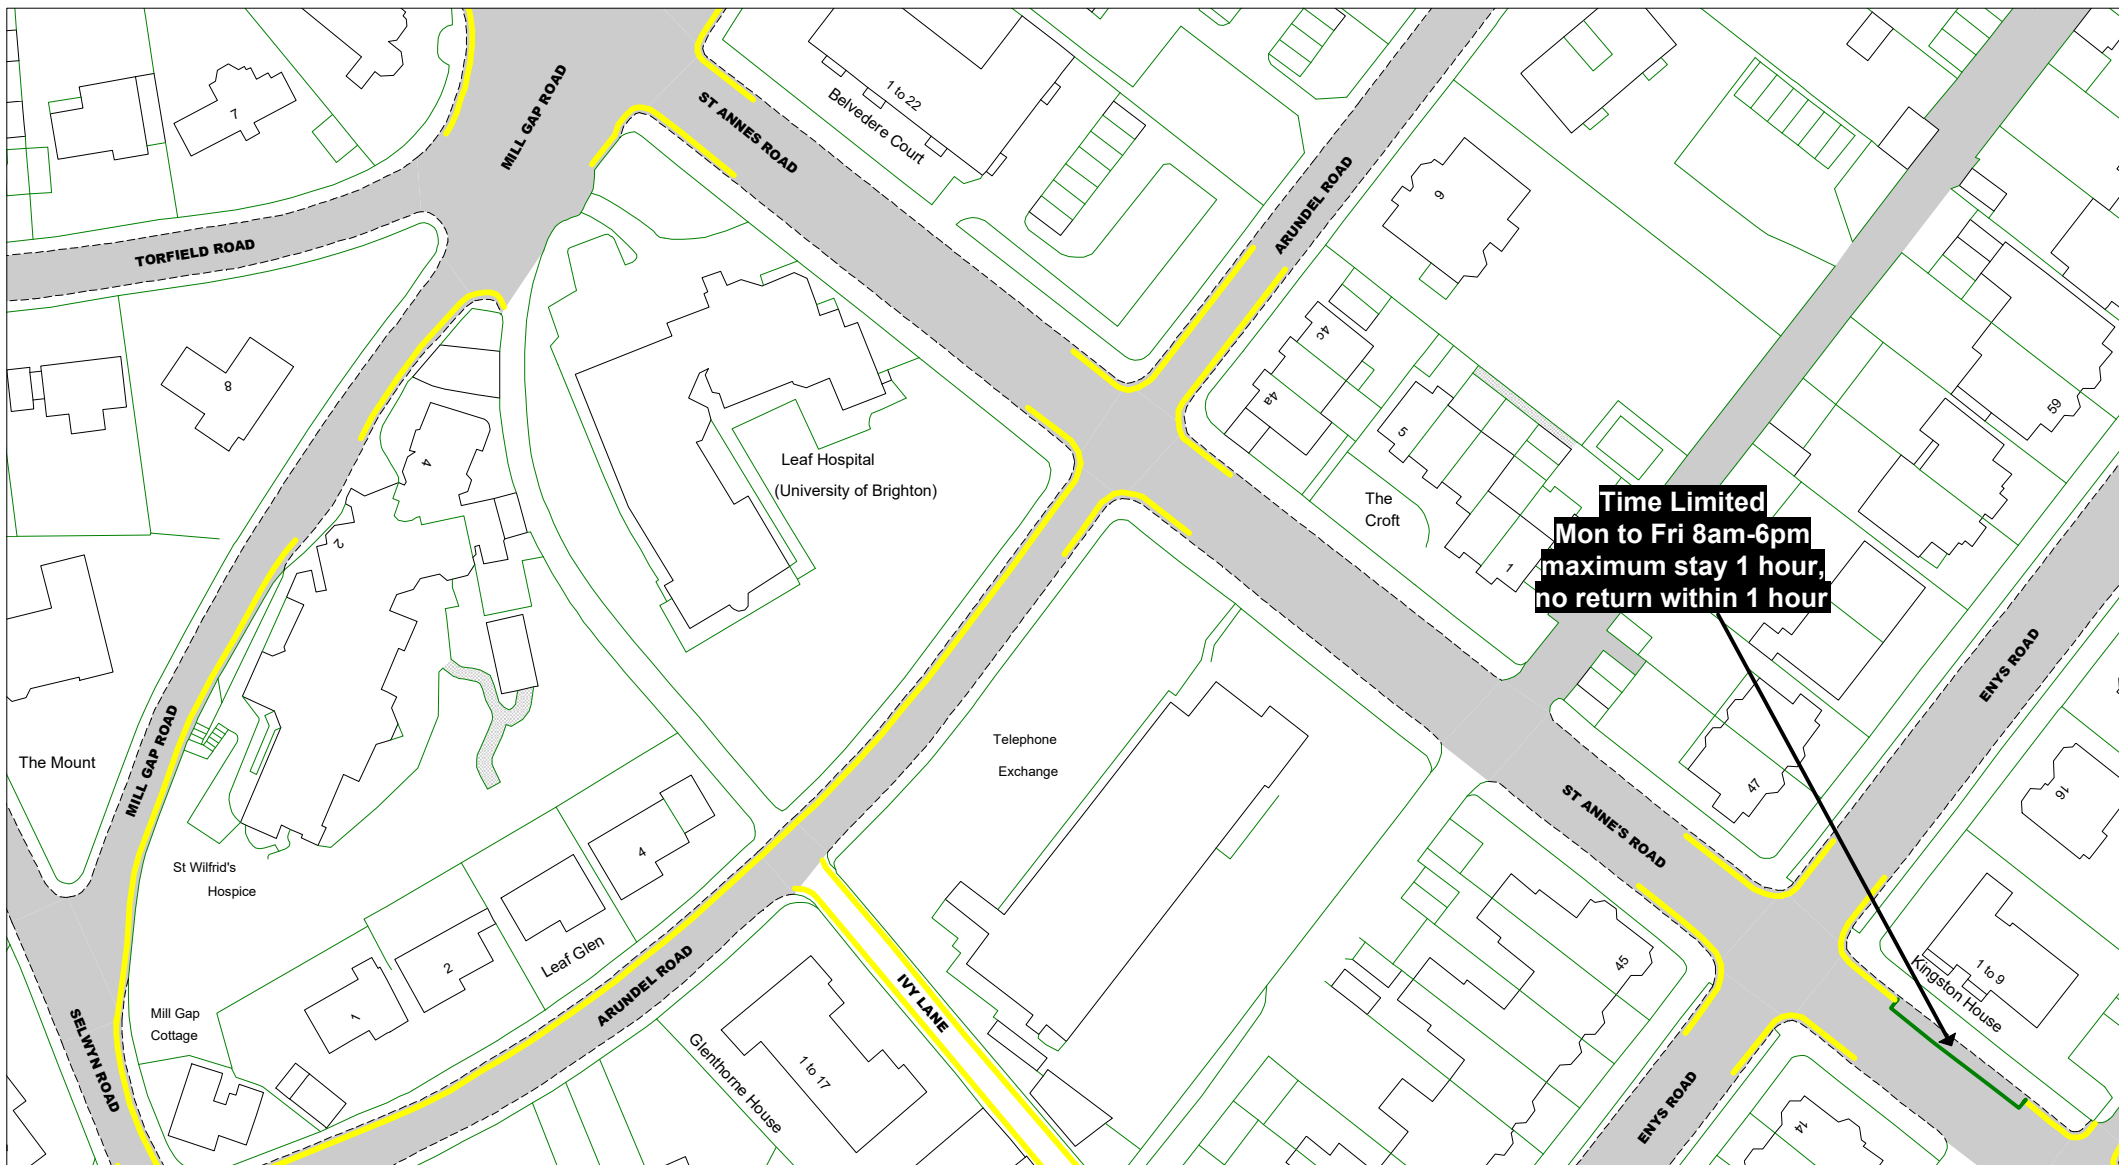 7
MILL GAP ROAD
ST ANNES ROAD
1 to 22
Belvedere Court
ARUNDEL ROAD
9
TORFIELD ROAD
8
4c
4a
5
59
4
2
Leaf Hospital
(University of Brighton)
The
Croft
1
Time Limited
Mon to Fri 8am-6pm
maximum stay 1 hour,
no return within 1 hour
ENYS ROAD
The Mount
MILL GAP ROAD
Telephone
Exchange
47
16
ST ANNE'S ROAD
St Wilfrid's
Hospice
4
Leaf Glen
2
1
45
1 to 9
Kingston House
Mill Gap
Cottage
SELWYN ROAD
ARUNDEL ROAD
IVY LANE
Glenthorne House
1 to 17
ENYS ROAD
14